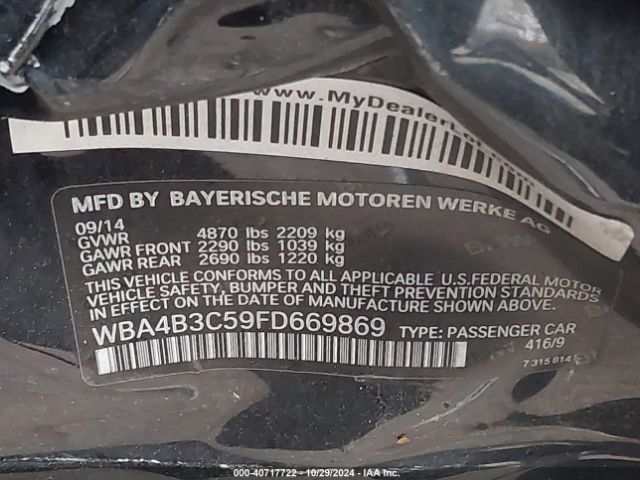 www.MyDealerLot
MFD BY BAYERISCHE MOTOREN WERKE AG
09/14
GVWR 4870 lbs 2209 kg
GAWR FRONT 2290 lbs 1039 kg
GAWR REAR 2690 lbs 1220 kg
THIS VEHICLE CONFORMS TO ALL APPLICABLE U.S.FEDERAL MOTOR
VEHICLE SAFETY, BUMPER AND THEFT PREVENTION STANDARDS
IN EFFECT ON THE DATE OF MANUFACTURE SHOWN ABOVE.
WBA4B3C59FD669869 TYPE: PASSENGER CAR
416/9
7 315 814
000-40717722 - 10/29/2024 - IAA Inc.